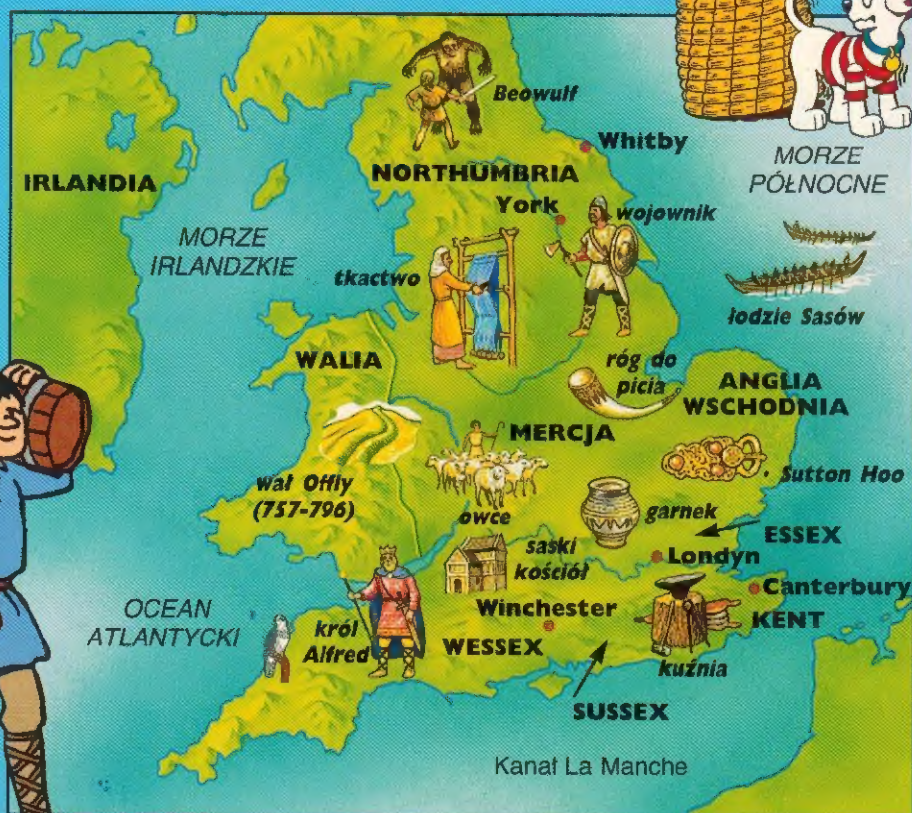 Beowulf
Whitby
MORZE
PÓŁNOCNE
IRLANDIA
NORTHUMBRIA
York
wojownik
MORZE
IRLANDZKIE
tkactwo
łodzie Sasów
WALIA
róg do
picia
ANGLIA
WSCHODNIA
MERCJA
wał Offly
(757-796)
owce
garnek
Sutton Hoo
ESSEX
saski
kościół
Londyn
Canterbury
OCEAN
ATLANTYCKI
król
Alfred
Winchester
WESSEX
KENT
kuźnia
SUSSEX
Kanał La Manche